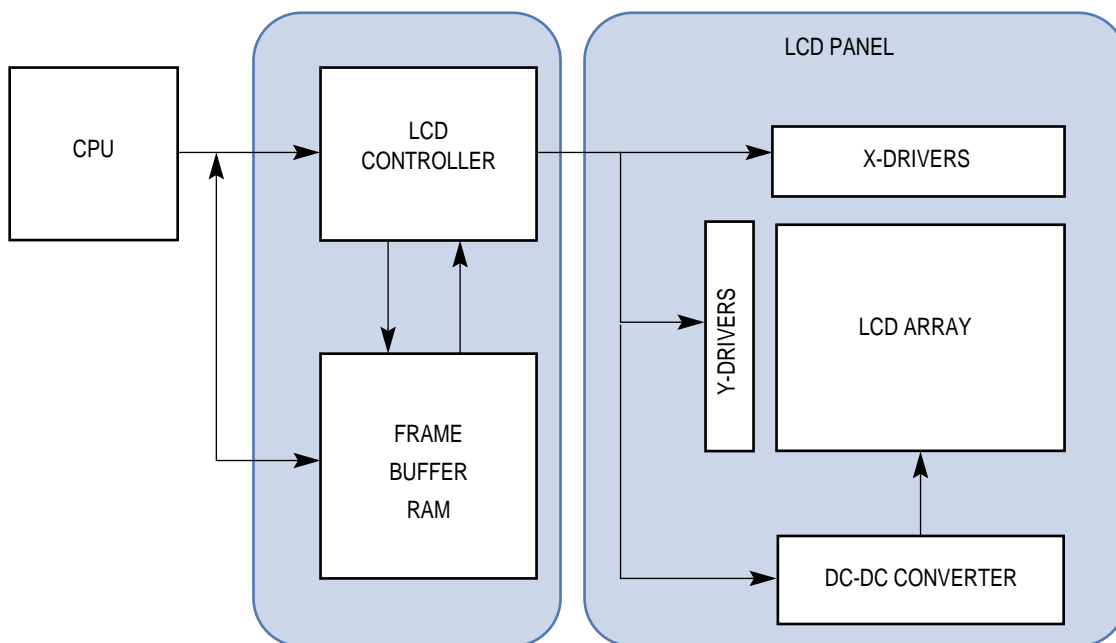 LCD PANEL
CPU
LCD
CONTROLLER
X-DRIVERS
Y-DRIVERS
LCD ARRAY
FRAME
BUFFER
RAM
DC-DC CONVERTER